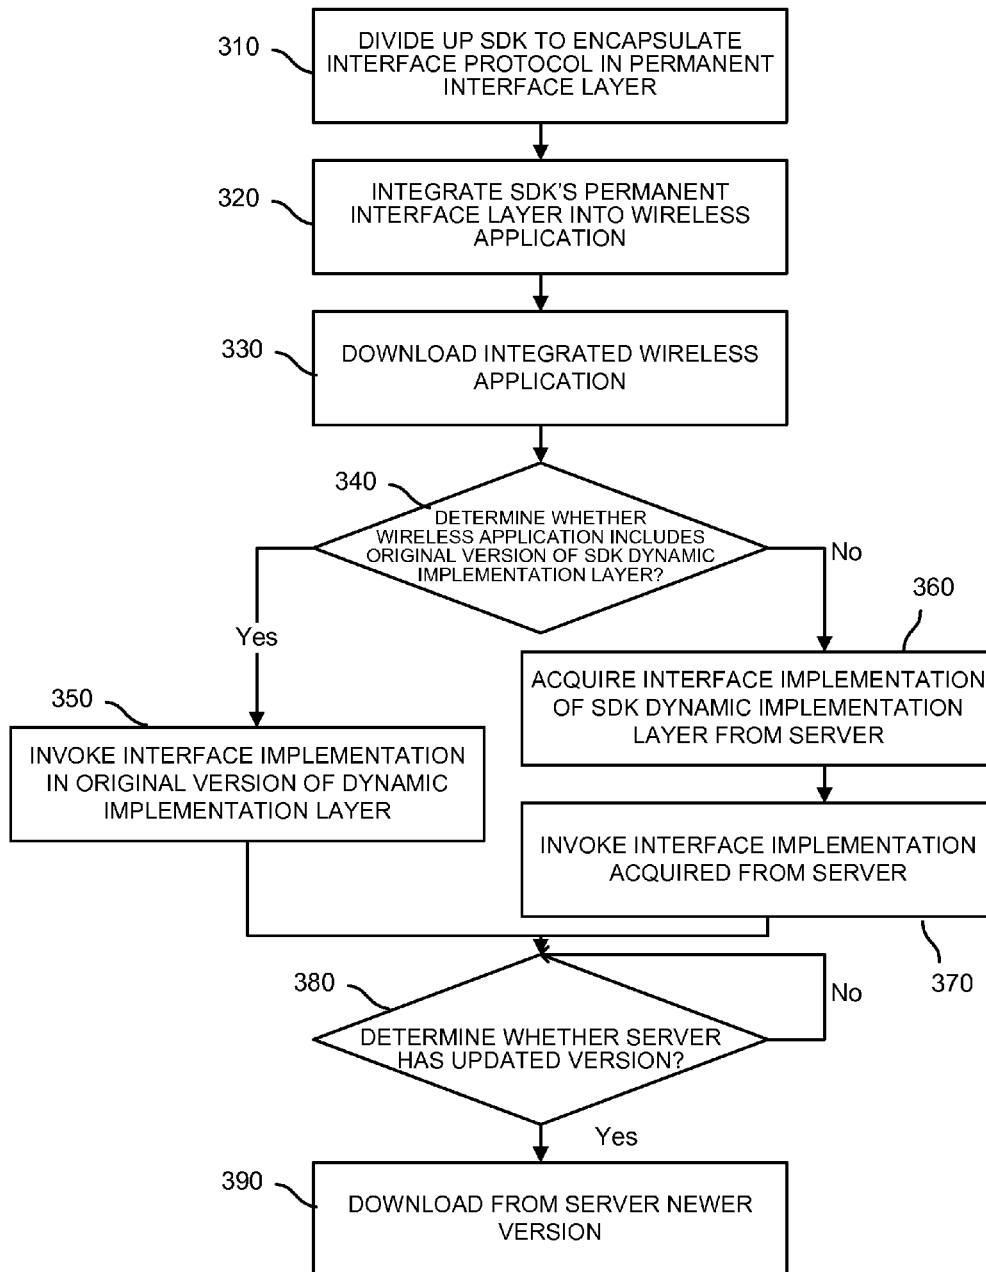 310
DIVIDE UP SDK TO ENCAPSULATE
INTERFACE PROTOCOL IN PERMANENT
INTERFACE LAYER
320
INTEGRATE SDK'S PERMANENT
INTERFACE LAYER INTO WIRELESS
APPLICATION
330
DOWNLOAD INTEGRATED WIRELESS
APPLICATION
340
DETERMINE WHETHER
WIRELESS APPLICATION INCLUDES
ORIGINAL VERSION OF SDK DYNAMIC
IMPLEMENTATION LAYER?
No
Yes
350
INVOKE INTERFACE IMPLEMENTATION
IN ORIGINAL VERSION OF DYNAMIC
IMPLEMENTATION LAYER
360
ACQUIRE INTERFACE IMPLEMENTATION
OF SDK DYNAMIC IMPLEMENTATION
LAYER FROM SERVER
INVOKE INTERFACE IMPLEMENTATION
ACQUIRED FROM SERVER
370
380
DETERMINE WHETHER SERVER
HAS UPDATED VERSION?
No
Yes
390
DOWNLOAD FROM SERVER NEWER
VERSION